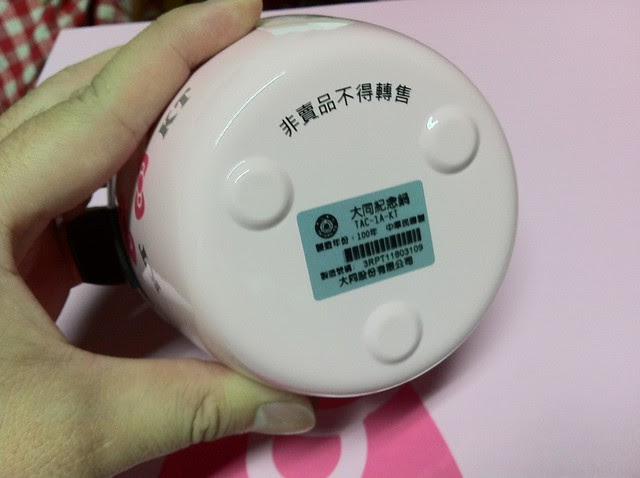 KT
非賣品不得轉售
大同紀念鍋
TAC-1A-KT
製造年份：100年 中華民國製
製造號碼： 3RPT11803109
大同股份有限公司